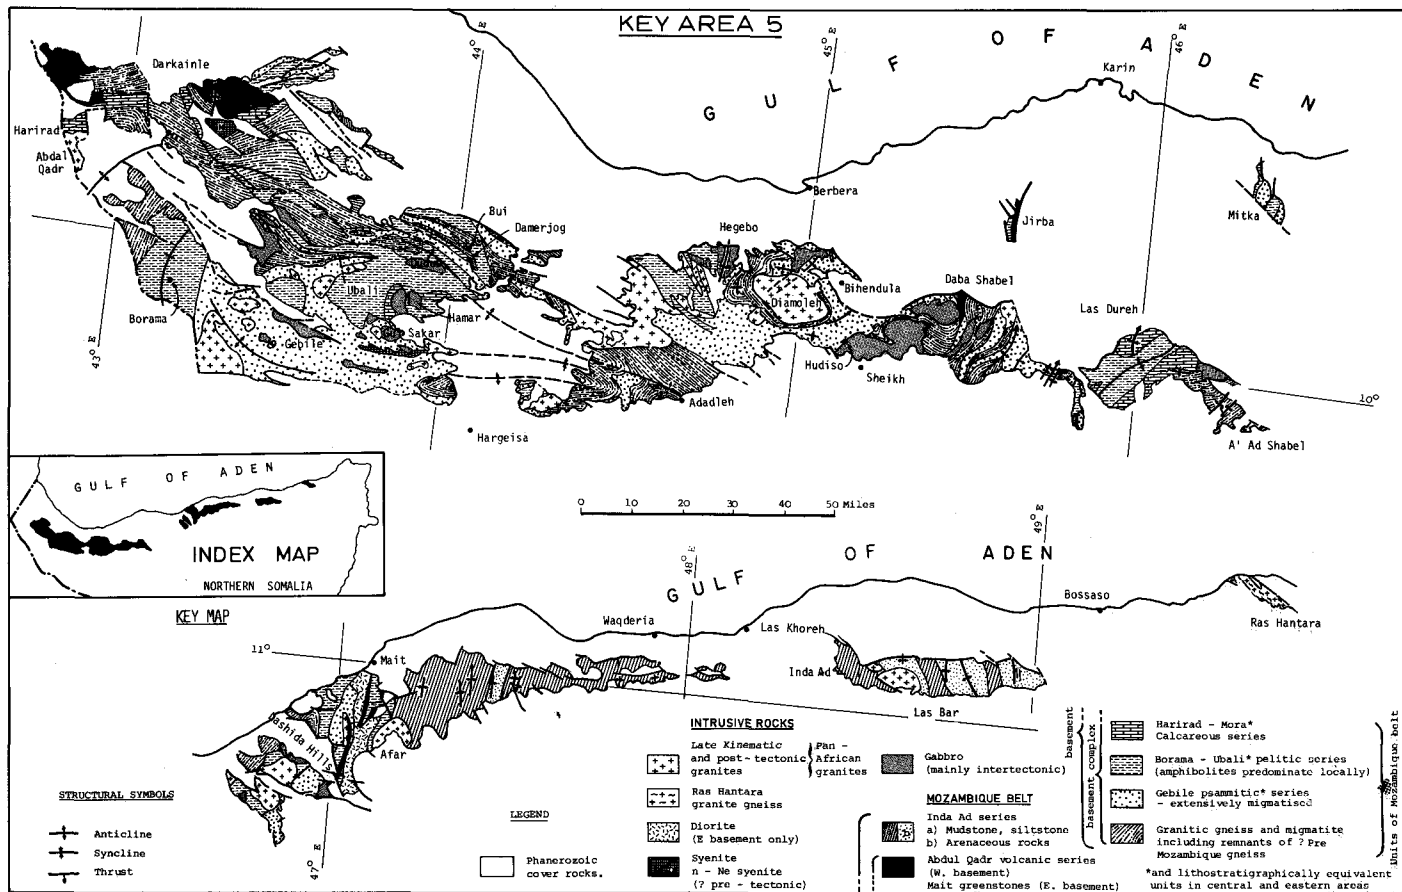 KEY AREA 5
GULF OF ADEN
44° E
45° E
46° E
Darkainle
Karin
Harirad
Abdal
Qadr
Berbera
Mitka
Jirba
Bui
Damerjog
Hegebo
Daba Shabel
Bihendula
Las Dureh
Ubali
Diamoleh
Borama
Hamar
Sakar
Gebile
43° E
Hudiso
Sheikh
Adadleh
10°
Hargeisa
A' Ad Shabel
GULF OF ADEN
INDEX MAP
NORTHERN SOMALIA
0 10 20 30 40 50 Miles
49° E
48° E
GULF OF ADEN
KEY MAP
Waqderia
Las Khoreh
Bossaso
Ras Hantara
11°
Mait
Inda Ad
Las Bar
Dashida Hills
Afar
47° E
STRUCTURAL SYMBOLS
Anticline
Syncline
Thrust
LEGEND
Phanerozoic
cover rocks.
INTRUSIVE ROCKS
Late Kinematic
and post-tectonic
granites
Pan -
African
granites
Ras Hantara
granite gneiss
Diorite
(E basement only)
Syenite
n - Ne syenite
(? pre - tectonic)
Gabbro
(mainly intertectonic)
MOZAMBIQUE BELT
Inda Ad series
a) Mudstone, siltstone
b) Arenaceous rocks
Abdul Qadr volcanic series
(W. basement)
Mait greenstones (E. basement)
basement
basement complex
Harirad - Mora*
Calcareous series
Borama - Ubali* pelitic series
(amphibolites predominate locally)
Gebile psammitic* series
- extensively migmatised
Granitic gneiss and migmatite
including remnants of ? Pre
Mozambique gneiss
*and lithostratigraphically equivalent
units in central and eastern areas
Units of Mozambique belt